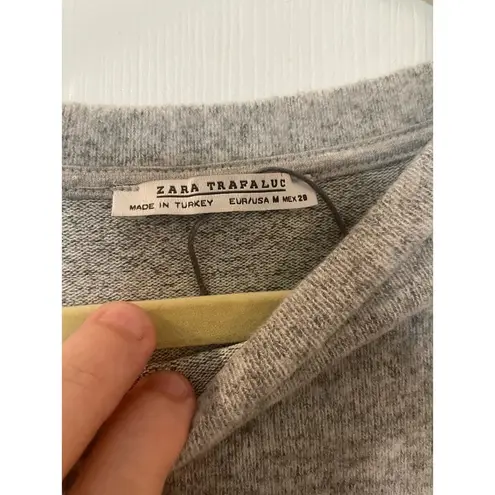 ZARA TRAFALUC
MADE IN TURKEY EUR/USA M MEX 28